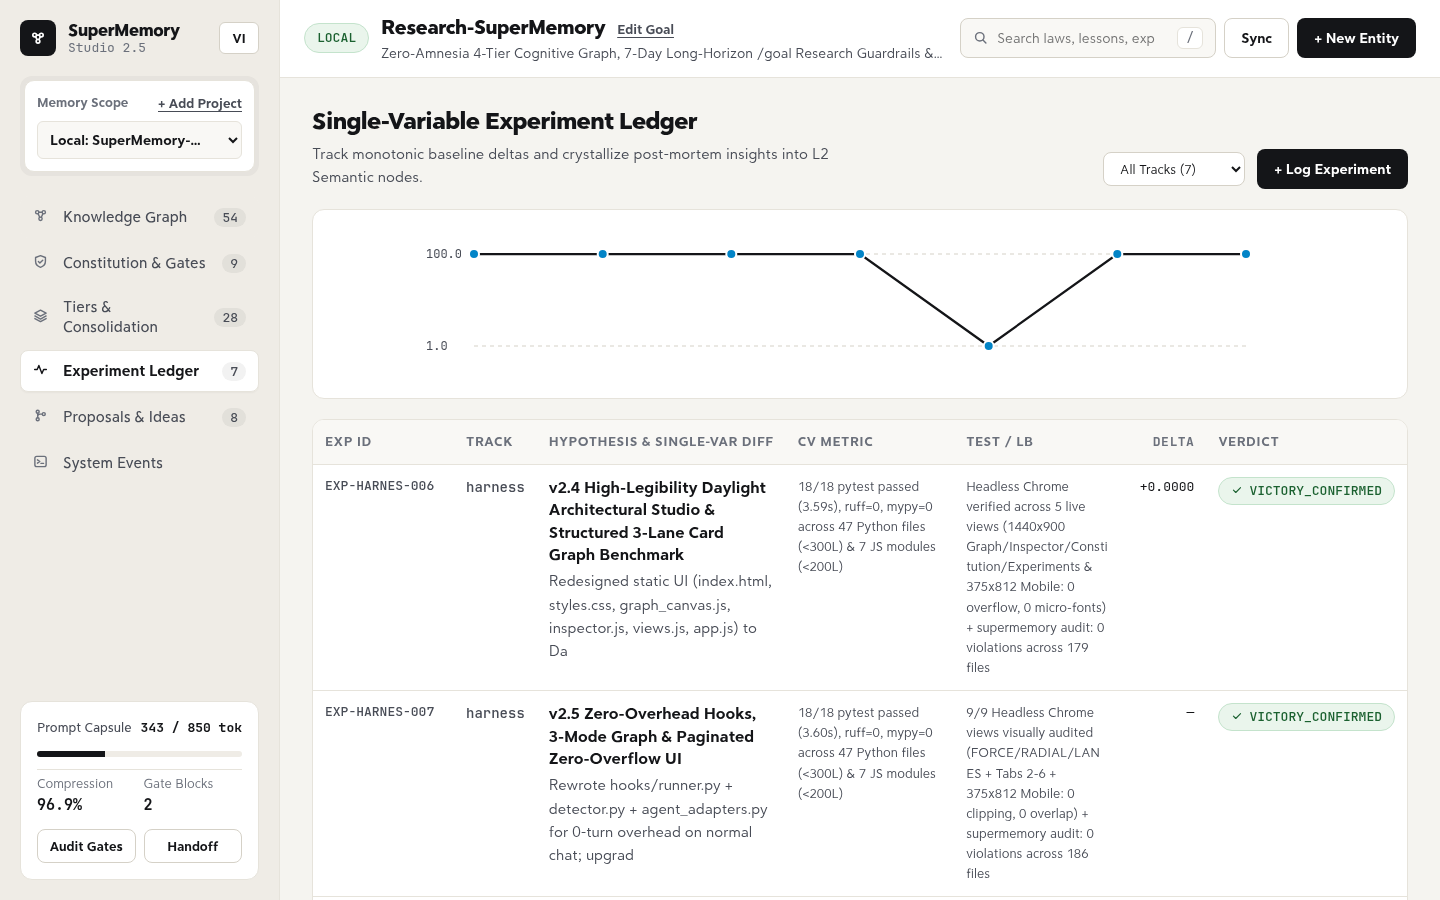 SuperMemory
Studio 2.5
VI
Memory Scope
+ Add Project
Local: SuperMemory-...
Knowledge Graph 54
Constitution & Gates 9
Tiers &
Consolidation 28
Experiment Ledger 7
Proposals & Ideas 8
System Events
Prompt Capsule 343 / 850 tok
Compression Gate Blocks
96.9% 2
Audit Gates Handoff
LOCAL
Research-SuperMemory Edit Goal
Zero-Amnesia 4-Tier Cognitive Graph, 7-Day Long-Horizon /goal Research Guardrails &...
Search laws, lessons, exp /
Sync
+ New Entity
Single-Variable Experiment Ledger
Track monotonic baseline deltas and crystallize post-mortem insights into L2
Semantic nodes.
All Tracks (7)
+ Log Experiment
100.0
1.0
EXP ID TRACK HYPOTHESIS & SINGLE-VAR DIFF CV METRIC TEST / LB DELTA VERDICT
EXP-HARNES-006
harness
v2.4 High-Legibility Daylight
Architectural Studio &
Structured 3-Lane Card
Graph Benchmark
Redesigned static UI (index.html,
styles.css, graph_canvas.js,
inspector.js, views.js, app.js) to
Da
18/18 pytest passed
(3.59s), ruff=0, mypy=0
across 47 Python files
(<300L) & 7 JS modules
(<200L)
Headless Chrome
verified across 5 live
views (1440x900
Graph/Inspector/Consti
tution/Experiments &
375x812 Mobile: 0
overflow, 0 micro-fonts)
+ supermemory audit: 0
violations across 179
files
+0.0000
✓ VICTORY_CONFIRMED
EXP-HARNES-007
harness
v2.5 Zero-Overhead Hooks,
3-Mode Graph & Paginated
Zero-Overflow UI
Rewrote hooks/runner.py +
detector.py + agent_adapters.py
for 0-turn overhead on normal
chat; upgrad
18/18 pytest passed
(3.60s), ruff=0, mypy=0
across 47 Python files
(<300L) & 7 JS modules
(<200L)
9/9 Headless Chrome
views visually audited
(FORCE/RADIAL/LAN
ES + Tabs 2-6 +
375x812 Mobile: 0
clipping, 0 overlap) +
supermemory audit: 0
violations across 186
files
—
✓ VICTORY_CONFIRMED